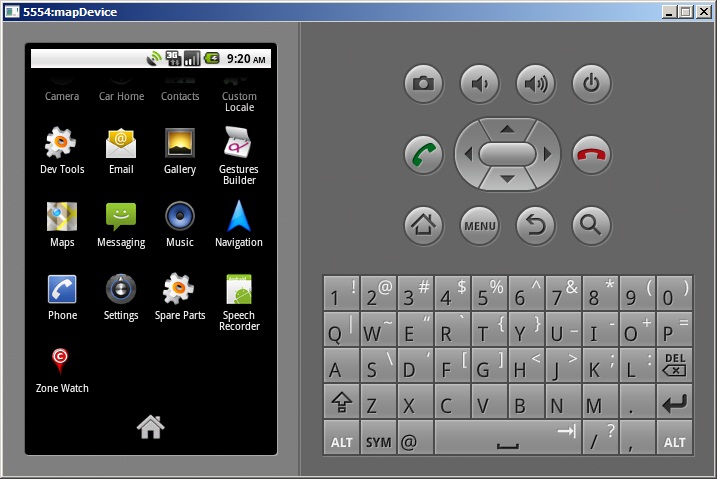 5554:mapDevice
3G
9:20 AM
Camera Car Home Contacts Custom Locale
Dev Tools Email Gallery Gestures Builder
Maps Messaging Music Navigation
Phone Settings Spare Parts Speech Recorder
Android
C
Zone Watch
MENU
1 ! 2 @ 3 # 4 $ 5 % 6 ^ 7 & 8 * 9 ( 0 )
Q | W ~ E “ R ` T { Y } U _ I - O + P =
A S \ D ‘ F [ G ] H < J > K ; L : DEL
Z X C V B N M .
ALT SYM @ / ? , ALT